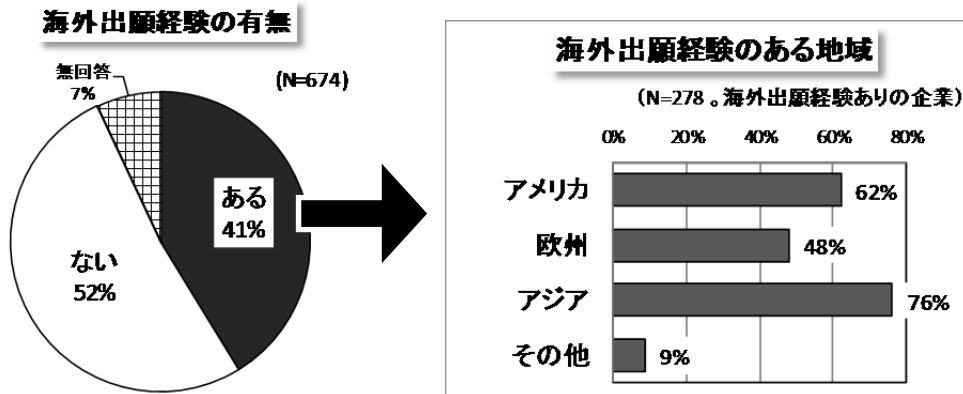 海外出願経験の有無
(N=674)
無回答
7%
ある
41%
ない
52%
海外出願経験のある地域
(N=278 。海外出願経験ありの企業)
0% 20% 40% 60% 80%
アメリカ 62%
欧州 48%
アジア 76%
その他 9%